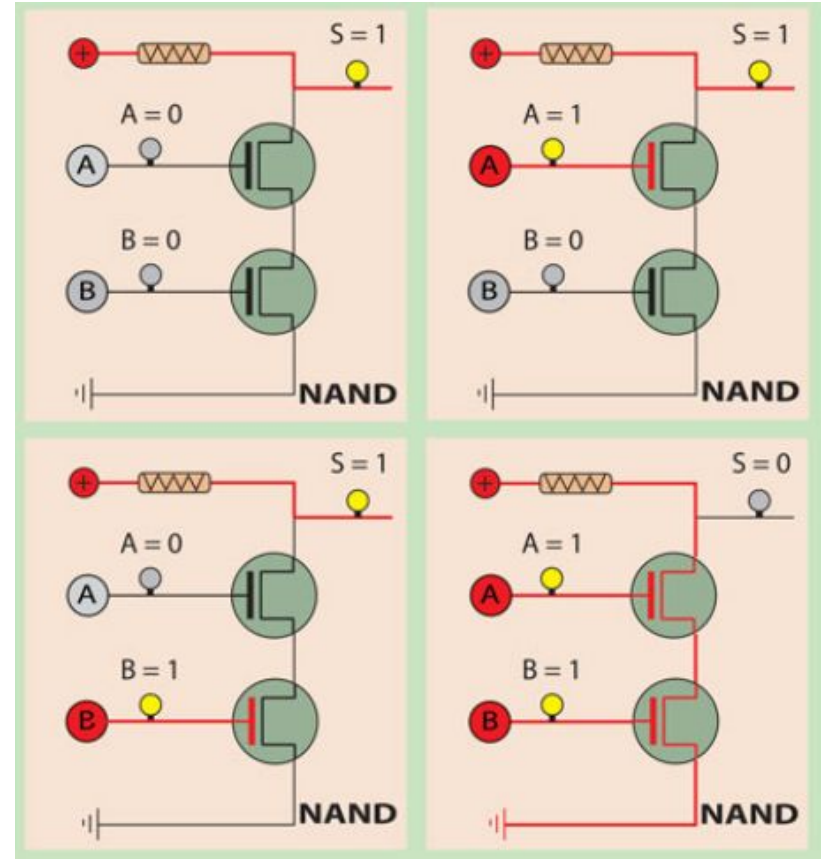 S = 1
+
A = 0
A
B = 0
B
NAND
S = 1
+
A = 1
A
B = 0
B
NAND
S = 1
+
A = 0
A
B = 1
B
NAND
S = 0
+
A = 1
A
B = 1
B
NAND